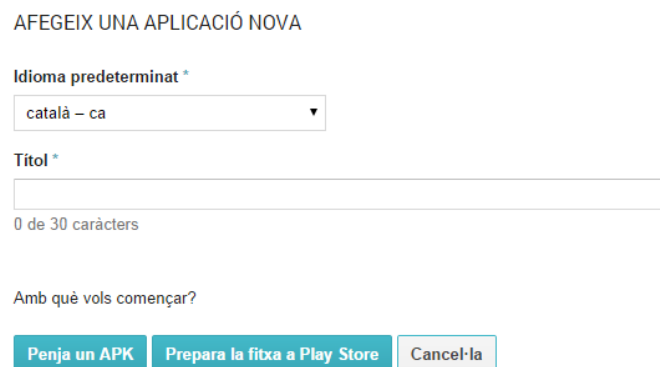 AFEGEIX UNA APLICACIÓ NOVA
Idioma predeterminat *
català – ca
Títol *
0 de 30 caràcters
Amb què vols començar?
Penja un APK Prepara la fitxa a Play Store Cancel·la